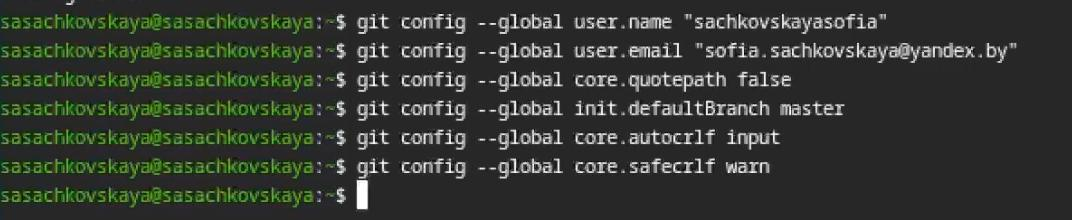 sasachkovskaya@sasachkovskaya:~$ git config --global user.name "sachkovskayasofia"
sasachkovskaya@sasachkovskaya:~$ git config --global user.email "sofia.sachkovskaya@yandex.by"
sasachkovskaya@sasachkovskaya:~$ git config --global core.quotepath false
sasachkovskaya@sasachkovskaya:~$ git config --global init.defaultBranch master
sasachkovskaya@sasachkovskaya:~$ git config --global core.autocrlf input
sasachkovskaya@sasachkovskaya:~$ git config --global core.safecrlf warn
sasachkovskaya@sasachkovskaya:~$